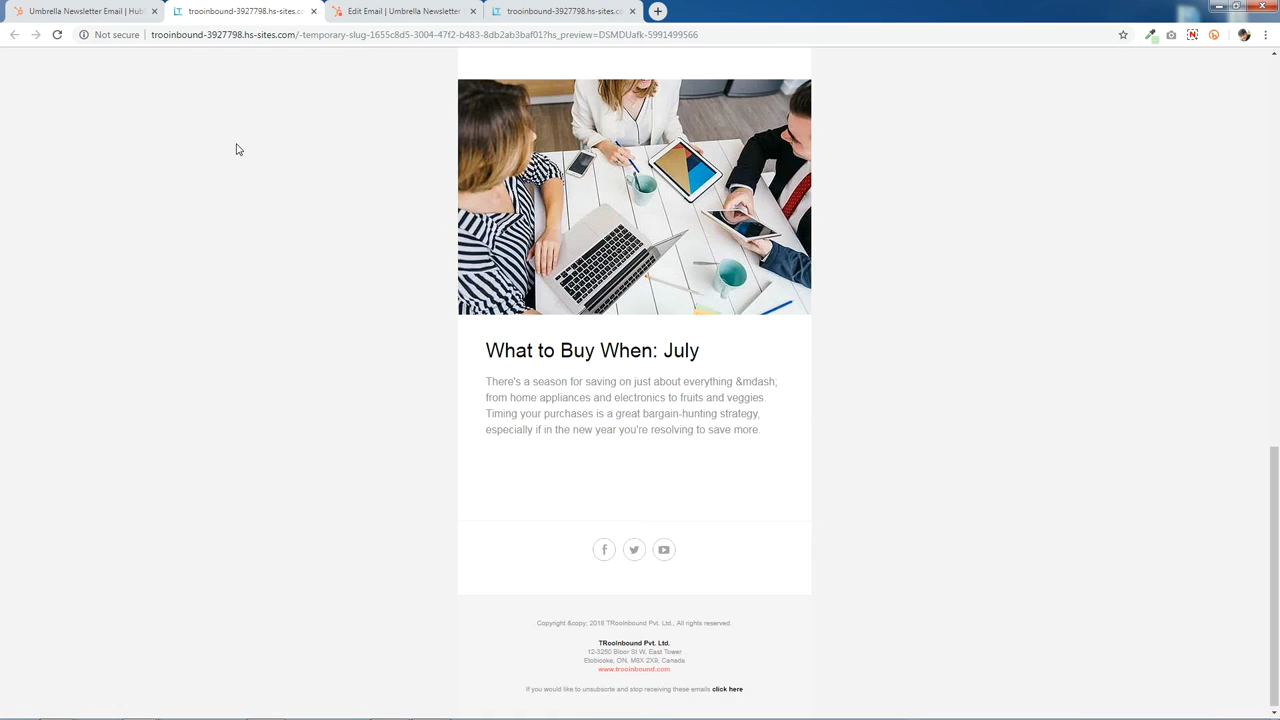 Umbrella Newsletter Email | Hub
trooinbound-3927798.hs-sites.co
Edit Email | Umbrella Newsletter
trooinbound-3927798.hs-sites.co
Not secure
trooinbound-3927798.hs-sites.com/-temporary-slug-1655c8d5-3004-47f2-b483-8db2ab3baf01?hs_preview=DSMDUafk-5991499566
What to Buy When: July
There's a season for saving on just about everything &mdash;
from home appliances and electronics to fruits and veggies.
Timing your purchases is a great bargain-hunting strategy,
especially if in the new year you're resolving to save more.
Copyright &copy; 2018 TRooInbound Pvt. Ltd., All rights reserved.
TRooInbound Pvt. Ltd.
12-3250 Bloor St W, East Tower
Etobicoke, ON, M8X 2X9, Canada
www.trooinbound.com
If you would like to unsubscrte and stop receiving these emails click here